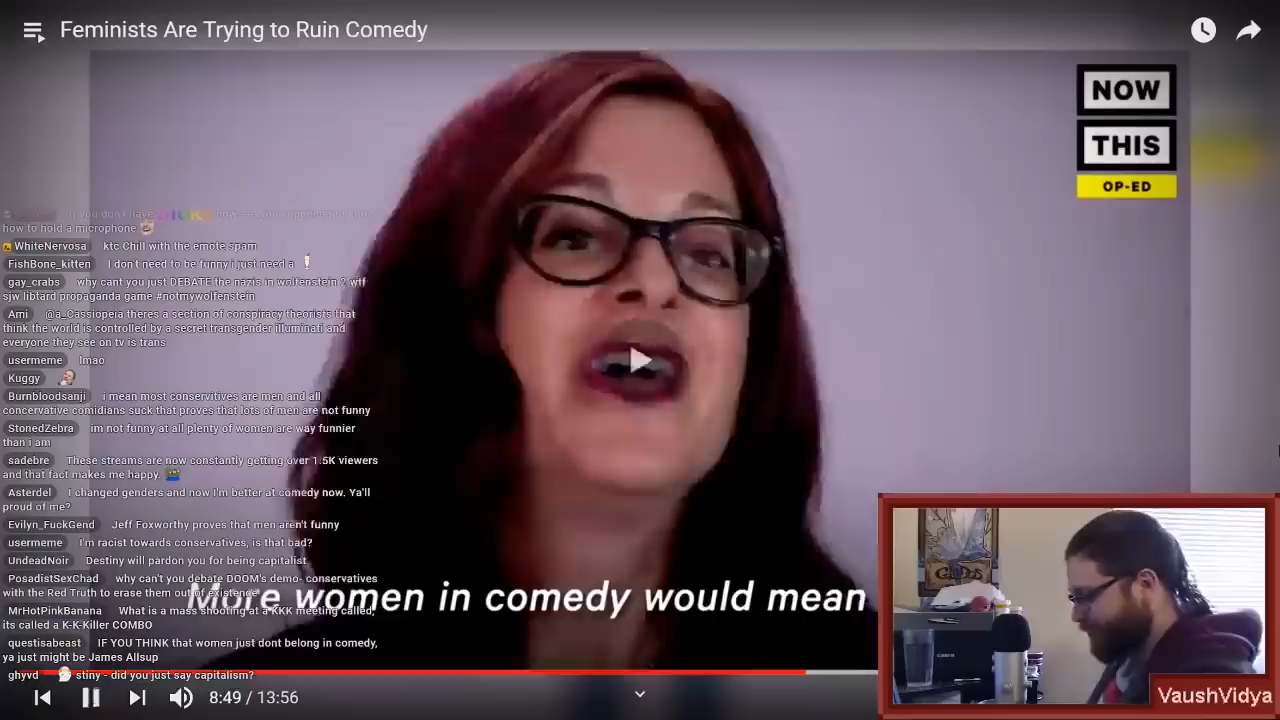 Feminists Are Trying to Ruin Comedy
NOW
THIS
OP-ED
how to hold a microphone
WhiteNervosa ktc Chill with the emote spam
FishBone_kitten I don't need to be funny i just need a
gay_crabs why cant you just DEBATE the nazis in wolfenstein 2 wtf
sjw libtard propaganda game #notmywolfenstein
Ami @a_Cassiopeia theres a section of conspiracy theorists that
think the world is controlled by a secret transgender illuminati and
everyone they see on tv is trans
usermeme lmao
Kuggy
Burnbloodsanji i mean most conservitives are men and all
concervative comidians suck that proves that lots of men are not funny
StonedZebra im not funny at all plenty of women are way funnier
than i am
sadebre These streams are now constantly getting over 1.5K viewers
and that fact makes me happy.
Asterdel I changed genders and now I'm better at comedy now. Ya'll
proud of me?
Evilyn_FuckGend Jeff Foxworthy proves that men aren't funny
usermeme I'm racist towards conservatives, is that bad?
UndeadNoir Destiny will pardon you for being capitalist.
PosadistSexChad why can't you debate DOOM's demo- conservatives
with the Red Truth to erase them out of existence
More women in comedy would mean
MrHotPinkBanana What is a mass shooting at a KKK meeting called,
its called a K-K-Killer COMBO
questisabeast IF YOU THINK that women just dont belong in comedy,
ya just might be James Allsup
ghyvd stiny - did you just say capitalism?
8:49 / 13:56
VaushVidya